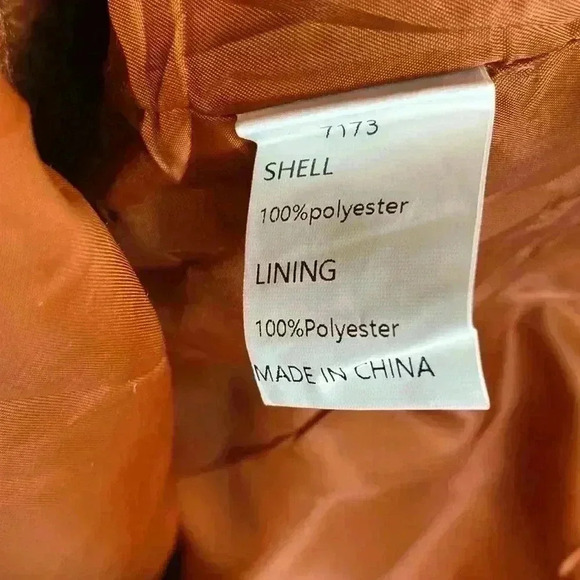 7173
SHELL
100%polyester
LINING
100%Polyester
MADE IN CHINA